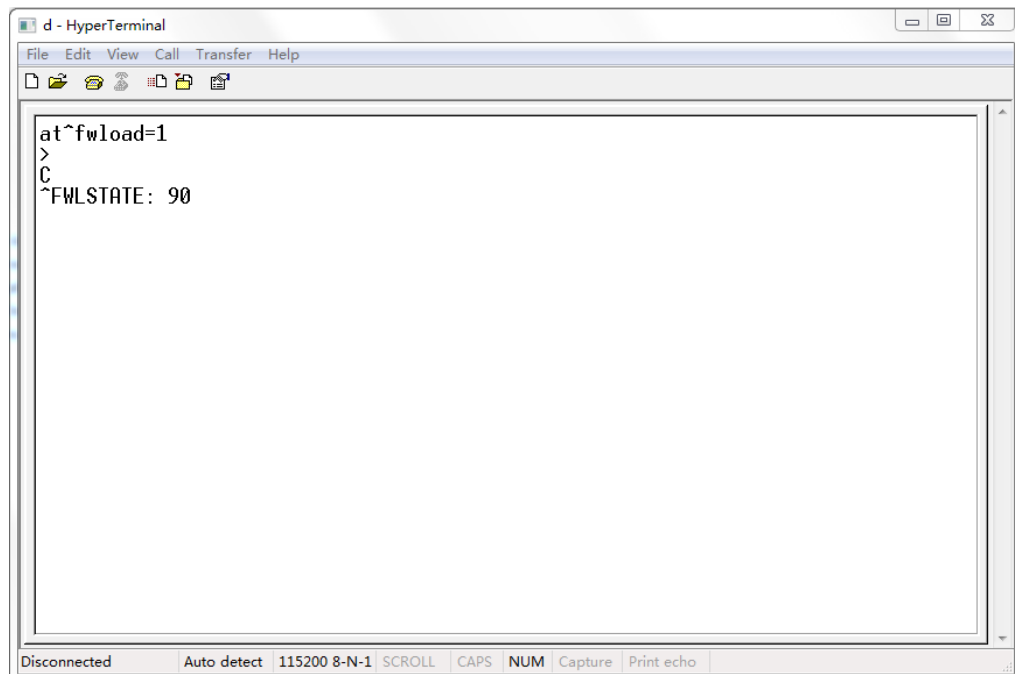 d - HyperTerminal
File Edit View Call Transfer Help
at^fwload=1
>
C
^FWLSTATE: 90
Disconnected Auto detect 115200 8-N-1 SCROLL CAPS NUM Capture Print echo